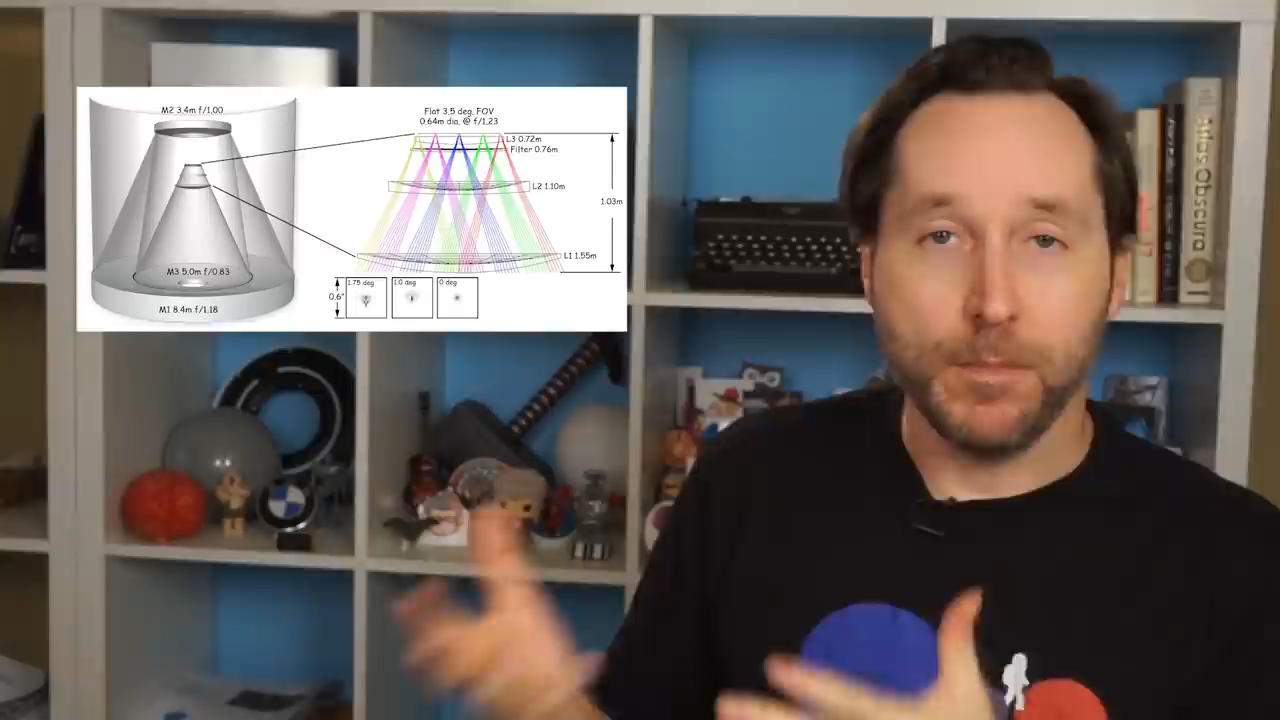 M2 3.4m f/1.00
M3 5.0m f/0.83
M1 8.4m f/1.18
Flat 3.5 deg. FOV
0.64m dia. @ f/1.23
L3 0.72m
Filter 0.76m
L2 1.10m
1.03m
L1 1.55m
0.6"
1.75 deg
1.0 deg
0 deg
Atlas Obscura